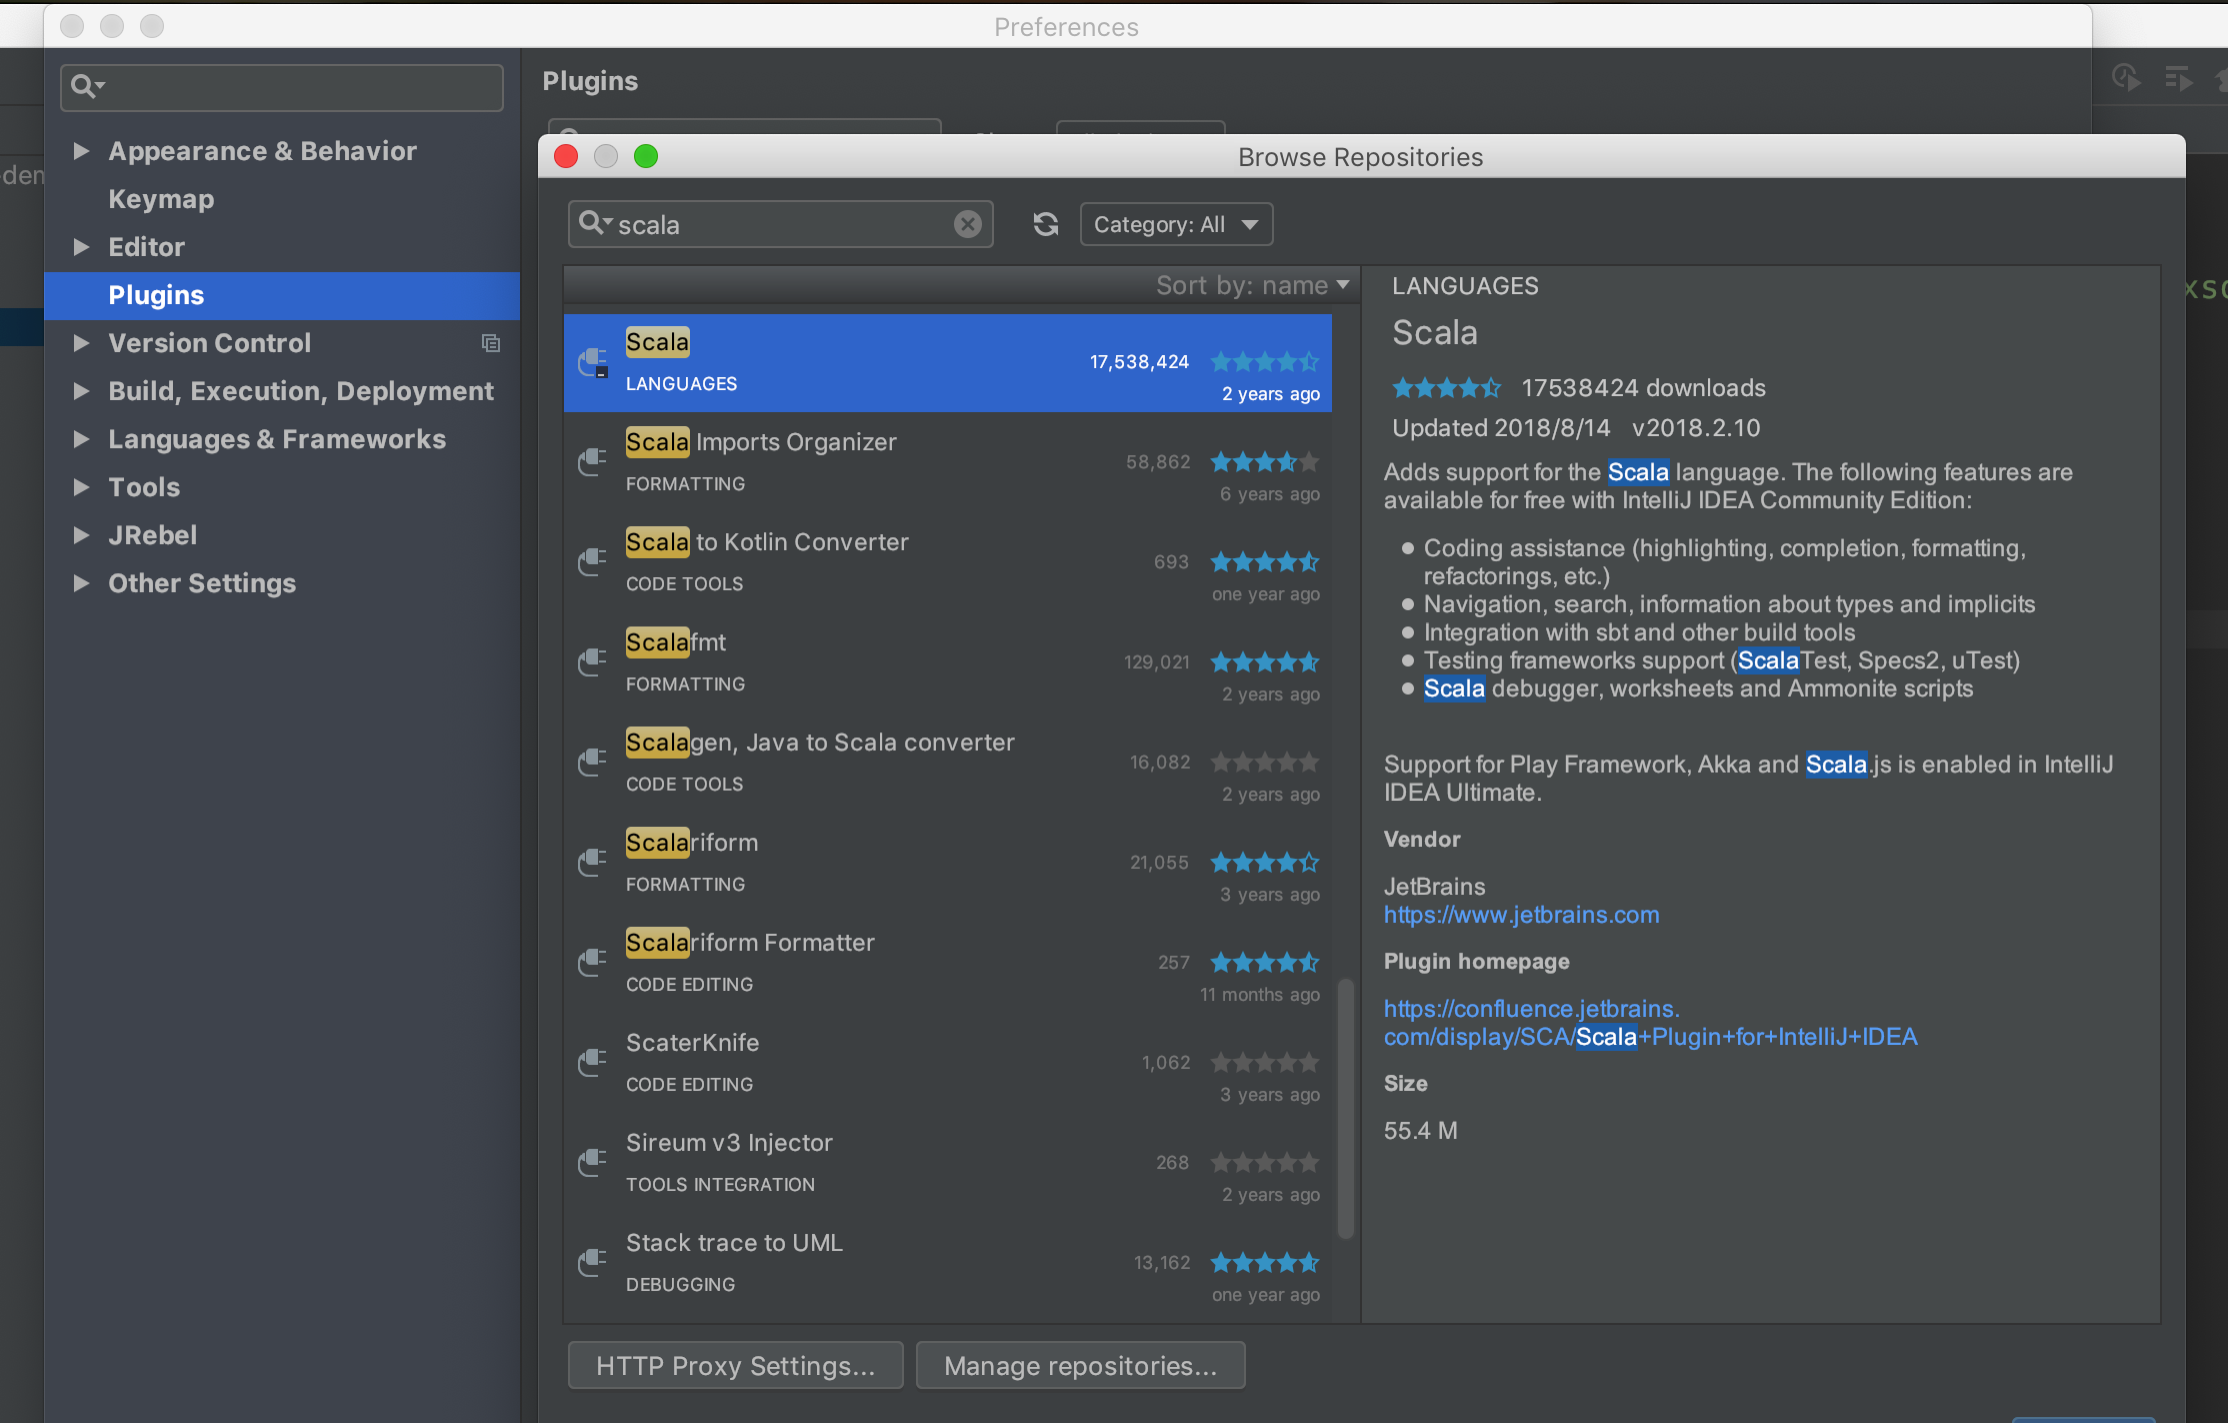 Preferences
Appearance & Behavior
Keymap
Editor
Plugins
Version Control
Build, Execution, Deployment
Languages & Frameworks
Tools
JRebel
Other Settings
Plugins
Browse Repositories
scala
Category: All
Sort by: name
Scala
LANGUAGES
17,538,424
2 years ago
Scala Imports Organizer
FORMATTING
58,862
6 years ago
Scala to Kotlin Converter
CODE TOOLS
693
one year ago
Scalafmt
FORMATTING
129,021
2 years ago
Scalagen, Java to Scala converter
CODE TOOLS
16,082
2 years ago
Scalariform
FORMATTING
21,055
3 years ago
Scalariform Formatter
CODE EDITING
257
11 months ago
ScaterKnife
CODE EDITING
1,062
3 years ago
Sireum v3 Injector
TOOLS INTEGRATION
268
2 years ago
Stack trace to UML
DEBUGGING
13,162
one year ago
LANGUAGES
Scala
17538424 downloads
Updated 2018/8/14 v2018.2.10
Adds support for the Scala language. The following features are
available for free with IntelliJ IDEA Community Edition:
Coding assistance (highlighting, completion, formatting,
refactorings, etc.)
Navigation, search, information about types and implicits
Integration with sbt and other build tools
Testing frameworks support (ScalaTest, Specs2, uTest)
Scala debugger, worksheets and Ammonite scripts
Support for Play Framework, Akka and Scala.js is enabled in IntelliJ
IDEA Ultimate.
Vendor
JetBrains
https://www.jetbrains.com
Plugin homepage
https://confluence.jetbrains.
com/display/SCA/Scala+Plugin+for+IntelliJ+IDEA
Size
55.4 M
HTTP Proxy Settings...
Manage repositories...